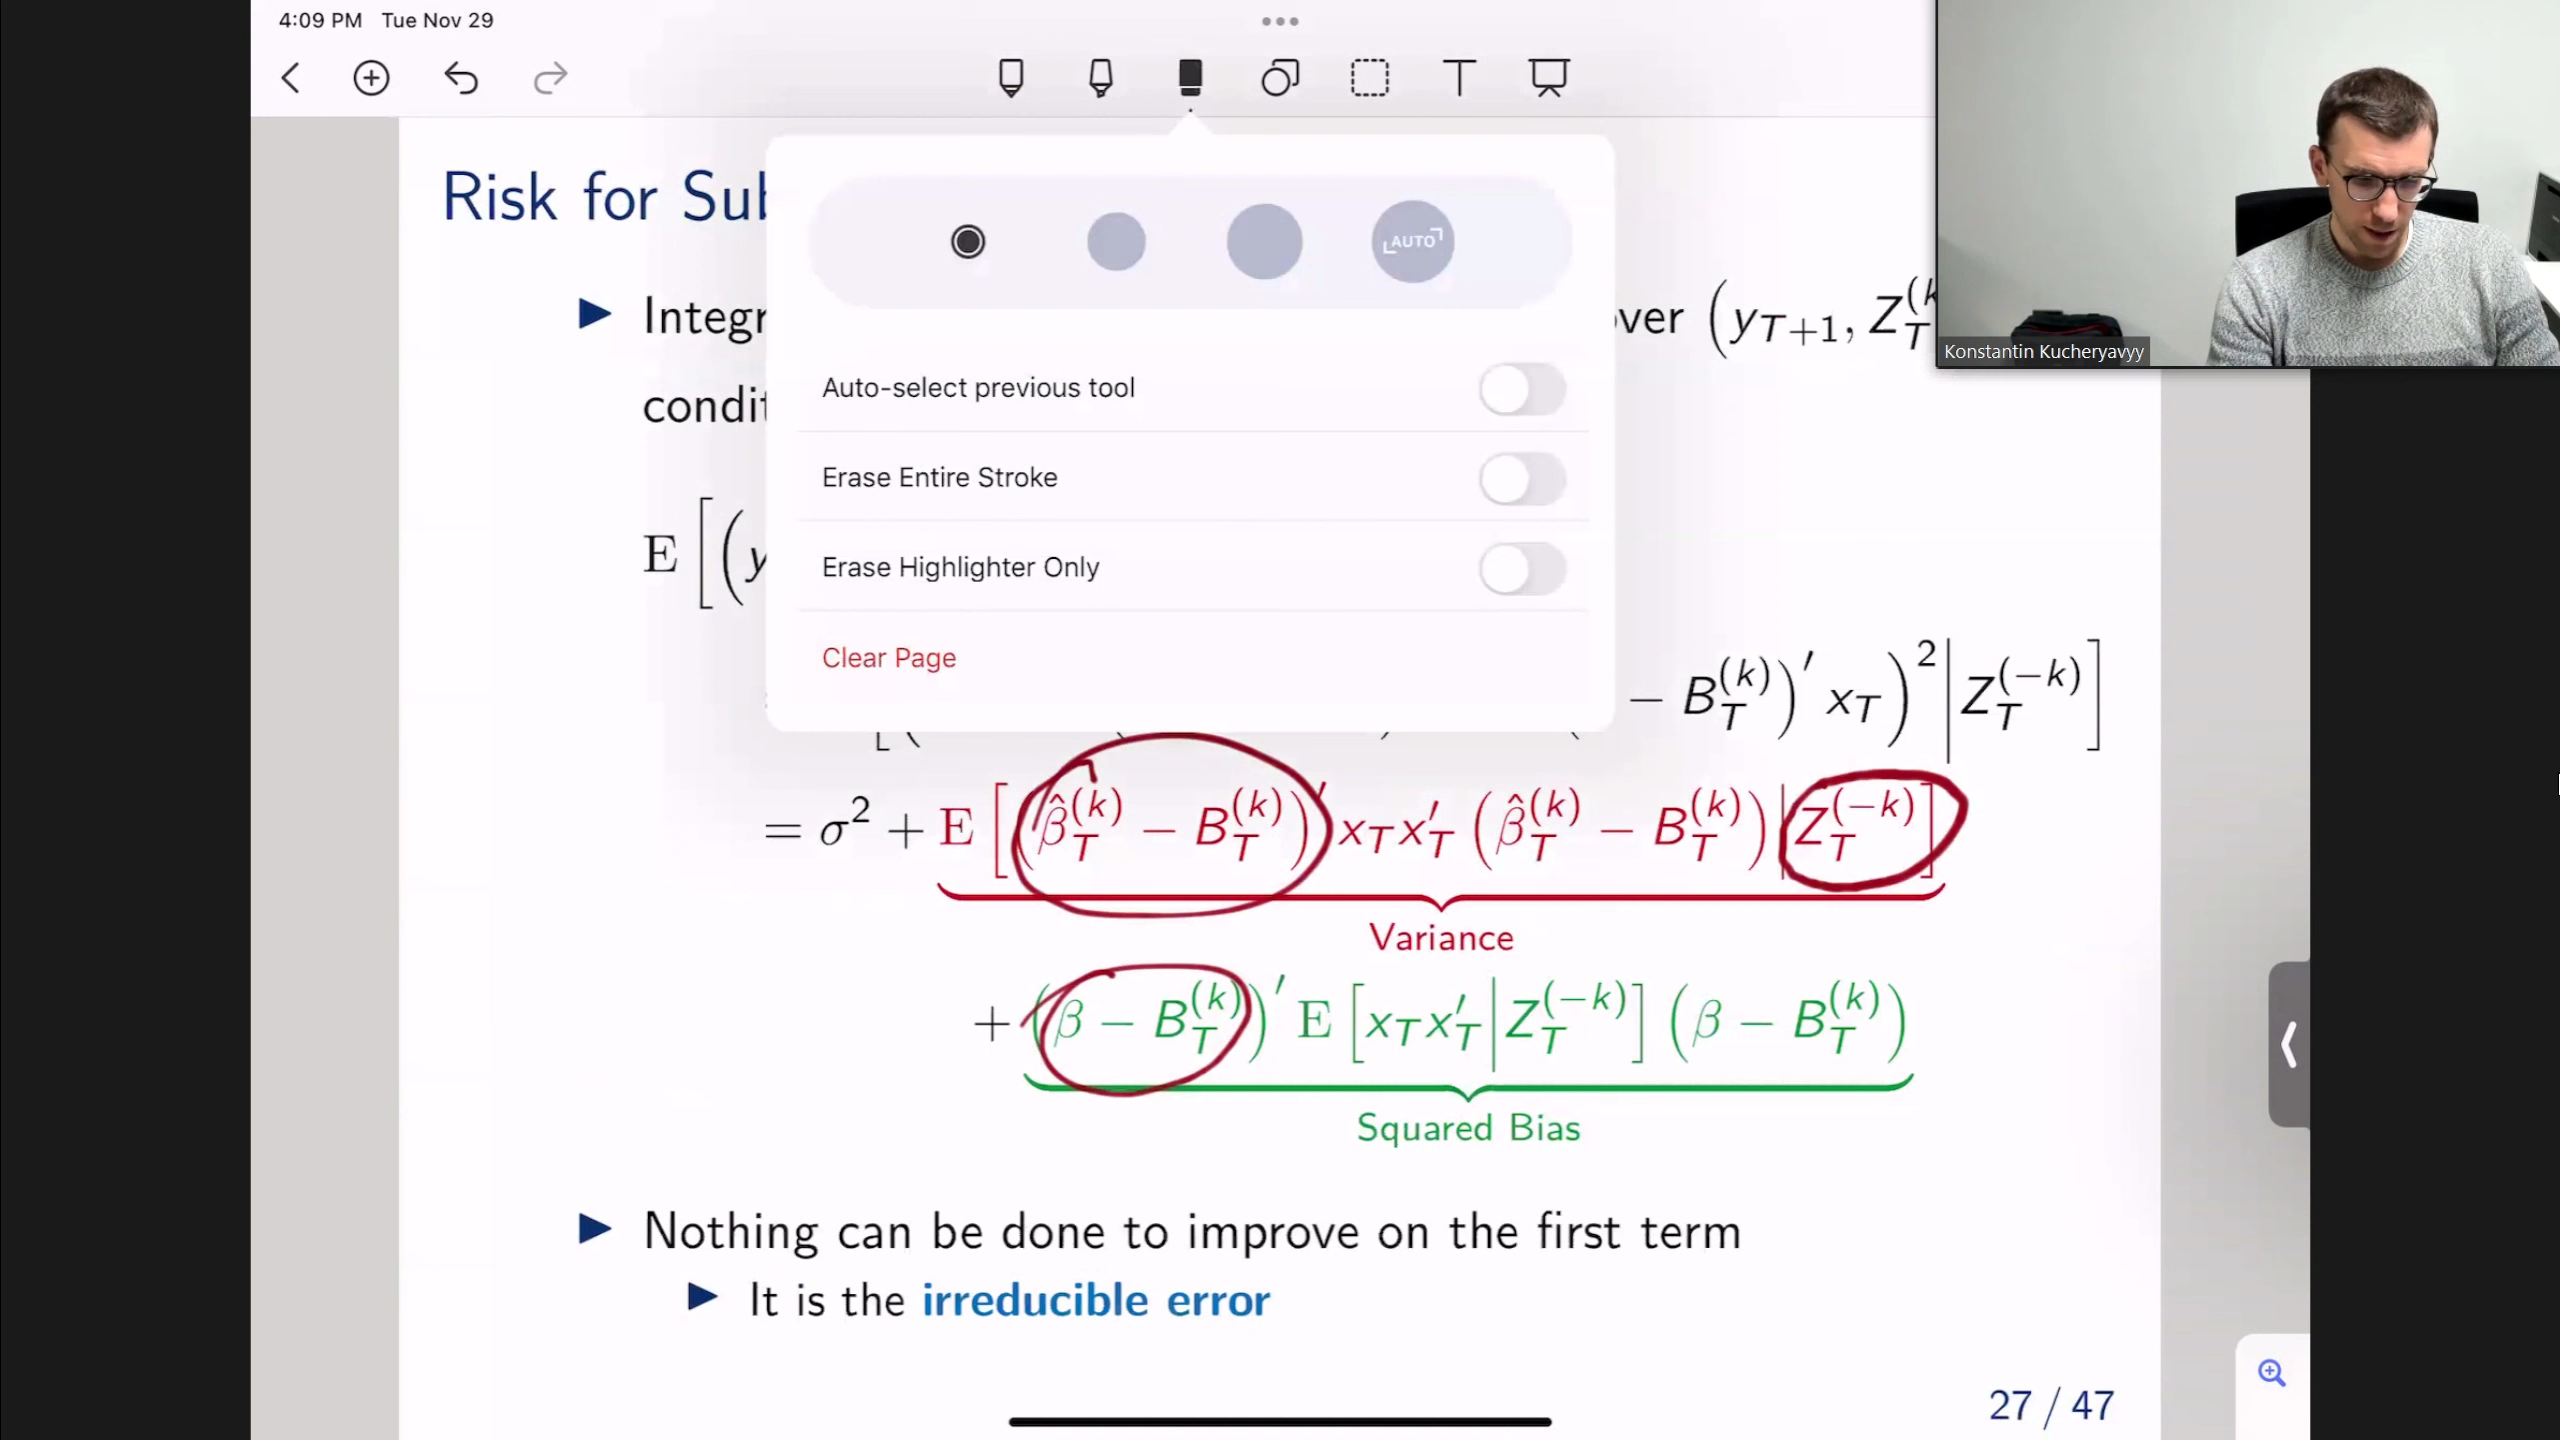 4:09 PM Tue Nov 29
Risk for Sub
Integr
ver (y_{T+1}, Z_T^{(k
condit
E [(y
- B_T^{(k)})' x_T)^2 | Z_T^{(-k)}]
= σ^2 + E [(β̂_T^{(k)} - B_T^{(k)})' x_T x_T' (β̂_T^{(k)} - B_T^{(k)}) | Z_T^{(-k)}]
Variance
+ (β - B_T^{(k)})' E [x_T x_T' | Z_T^{(-k)}] (β - B_T^{(k)})
Squared Bias
► Nothing can be done to improve on the first term
► It is the irreducible error
27 / 47
AUTO
Auto-select previous tool
Erase Entire Stroke
Erase Highlighter Only
Clear Page
Konstantin Kucheryavyy